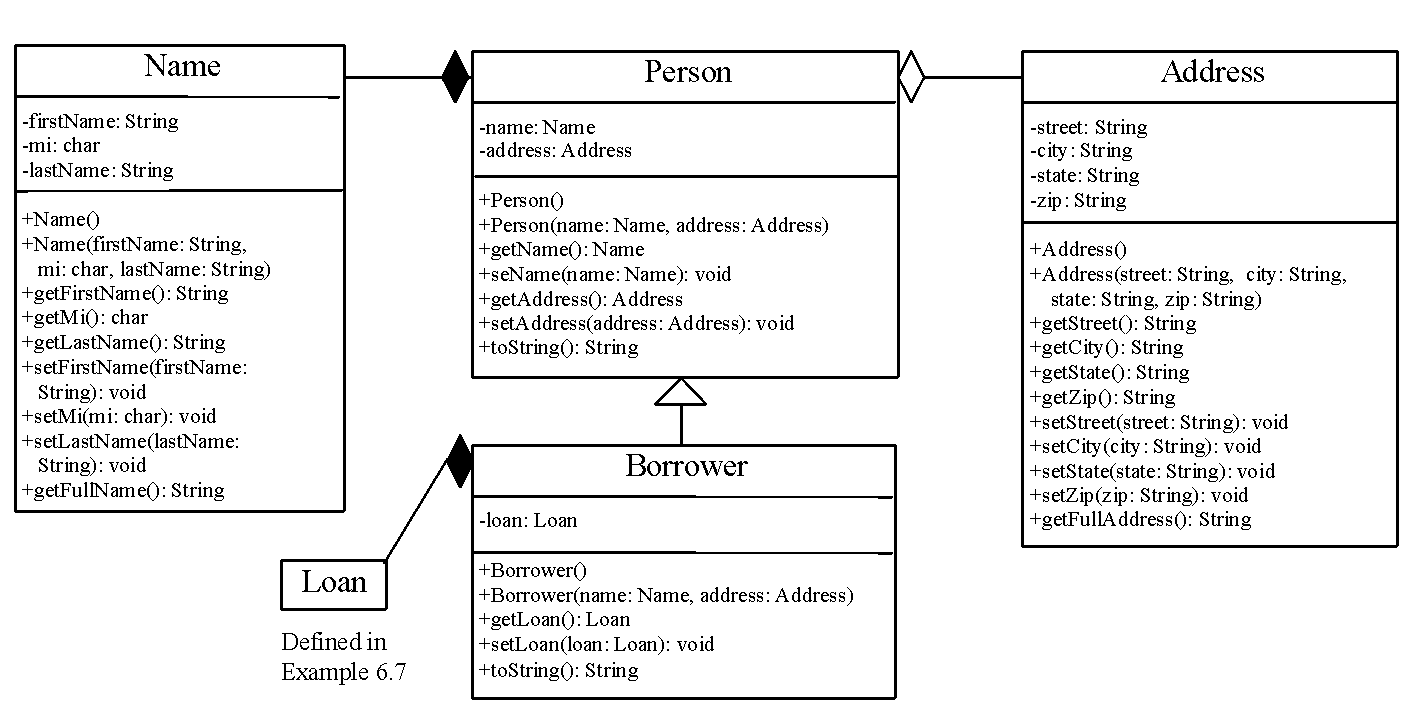 Name
-firstName: String
-mi: char
-lastName: String
+Name()
+Name(firstName: String,
mi: char, lastName: String)
+getFirstName(): String
+getMi(): char
+getLastName(): String
+setFirstName(firstName:
String): void
+setMi(mi: char): void
+setLastName(lastName:
String): void
+getFullName(): String
Person
-name: Name
-address: Address
+Person()
+Person(name: Name, address: Address)
+getName(): Name
+seName(name: Name): void
+getAddress(): Address
+setAddress(address: Address): void
+toString(): String
Address
-street: String
-city: String
-state: String
-zip: String
+Address()
+Address(street: String, city: String,
state: String, zip: String)
+getStreet(): String
+getCity(): String
+getState(): String
+getZip(): String
+setStreet(street: String): void
+setCity(city: String): void
+setState(state: String): void
+setZip(zip: String): void
+getFullAddress(): String
Borrower
-loan: Loan
+Borrower()
+Borrower(name: Name, address: Address)
+getLoan(): Loan
+setLoan(loan: Loan): void
+toString(): String
Loan
Defined in
Example 6.7